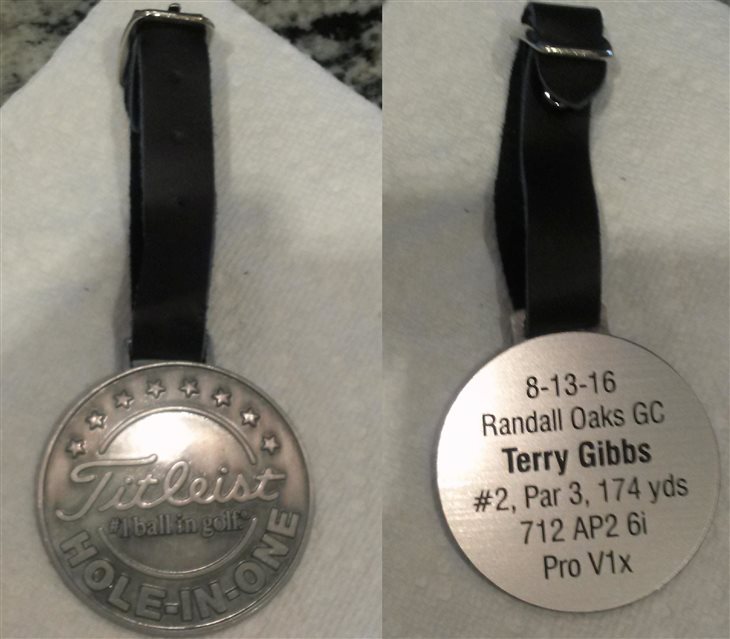 Titleist
#1 ball in golf.®
HOLE-IN-ONE
8-13-16
Randall Oaks GC
Terry Gibbs
#2, Par 3, 174 yds
712 AP2 6i
Pro V1x